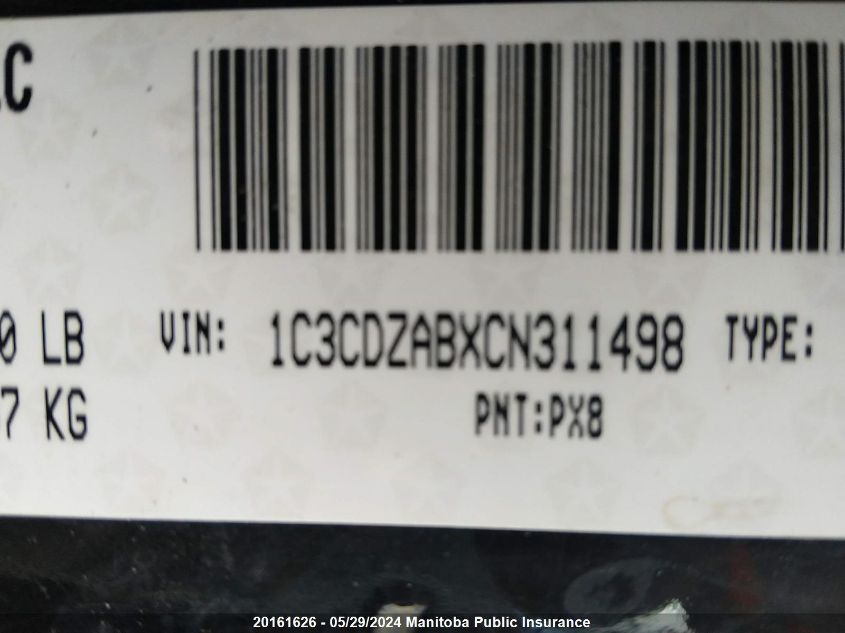 C
0 LB VIN: 1C3CDZABXCN311498 TYPE:
7 KG PNT:PX8
20161626 - 05/29/2024 Manitoba Public Insurance